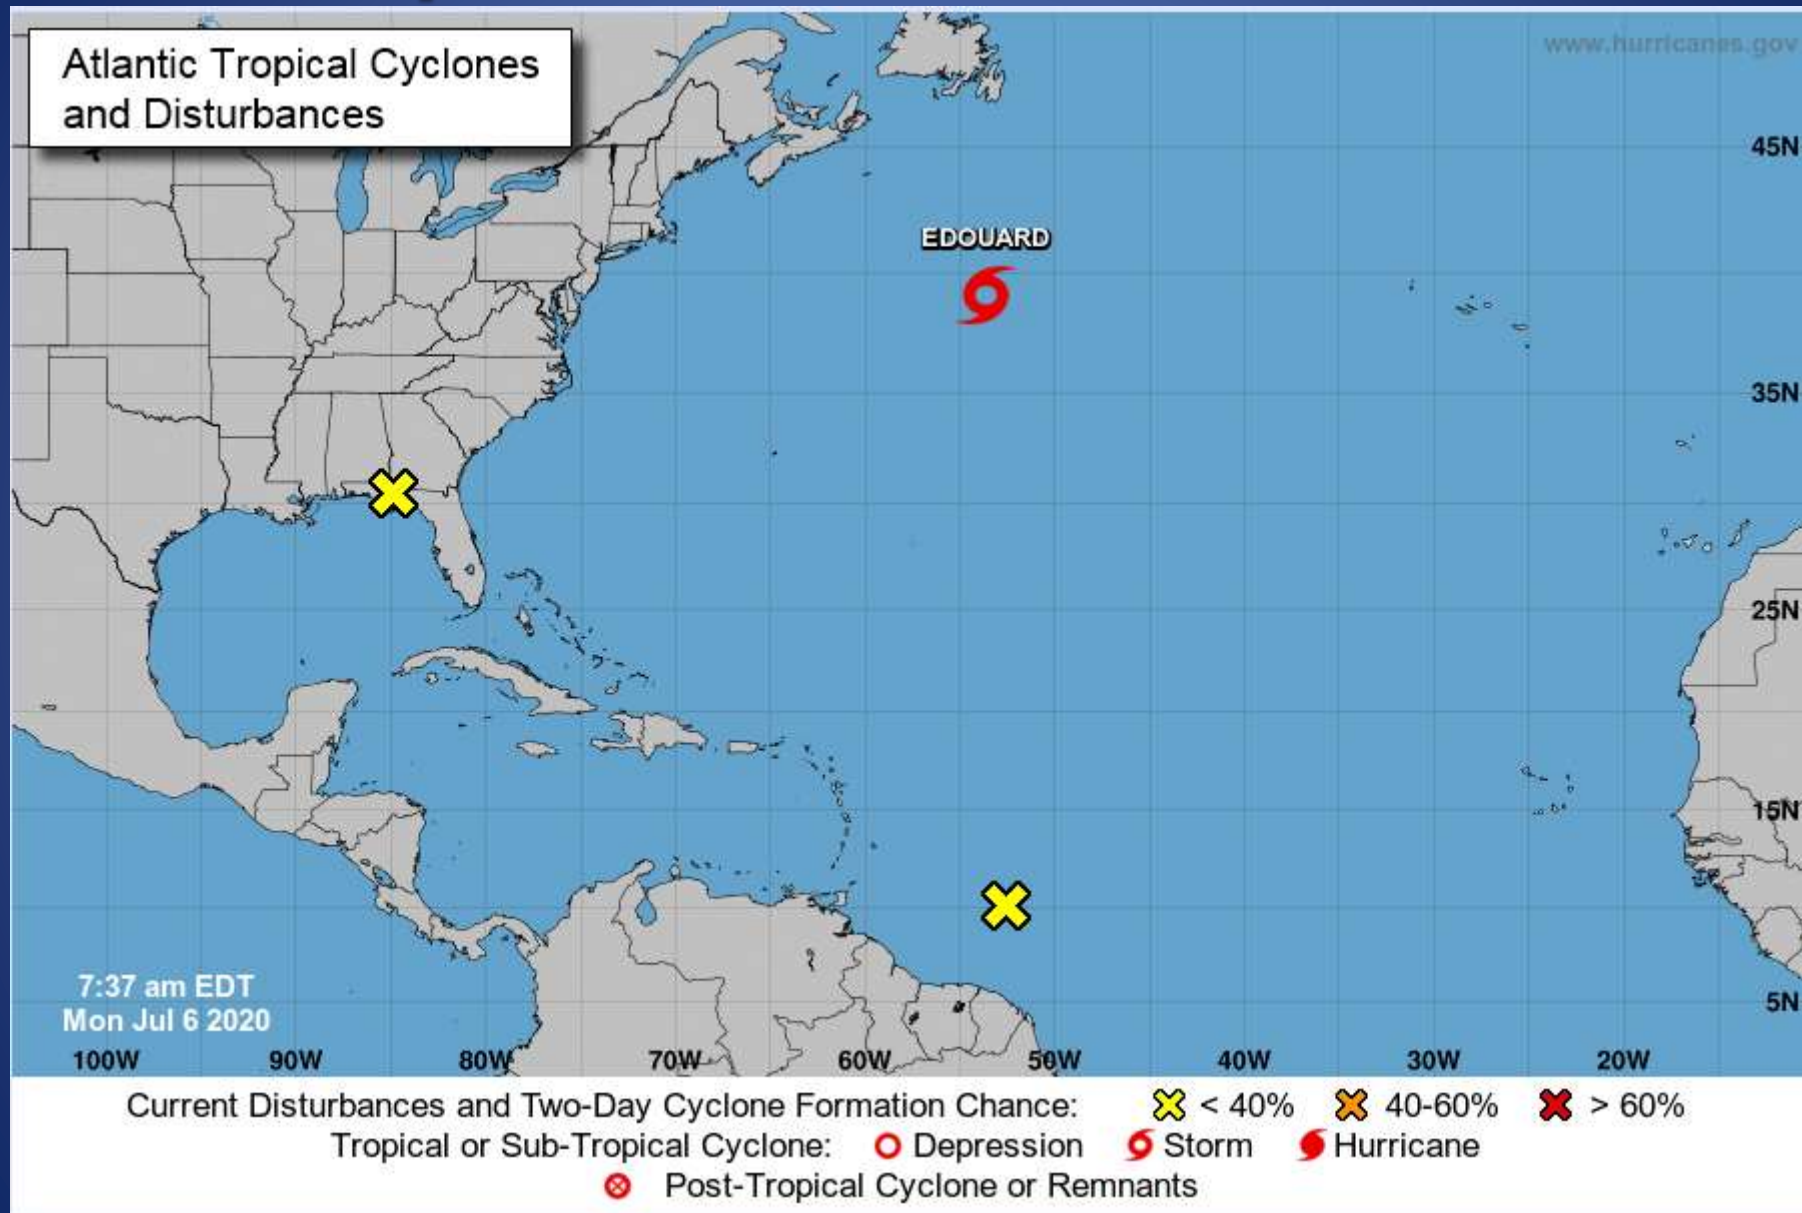 Atlantic Tropical Cyclones
and Disturbances
www.hurricanes.gov
45N
EDOUARD
35N
25N
15N
7:37 am EDT
Mon Jul 6 2020
5N
100W 90W 80W 70W 60W 50W 40W 30W 20W
Current Disturbances and Two-Day Cyclone Formation Chance: < 40% 40-60% > 60%
Tropical or Sub-Tropical Cyclone: Depression Storm Hurricane
Post-Tropical Cyclone or Remnants